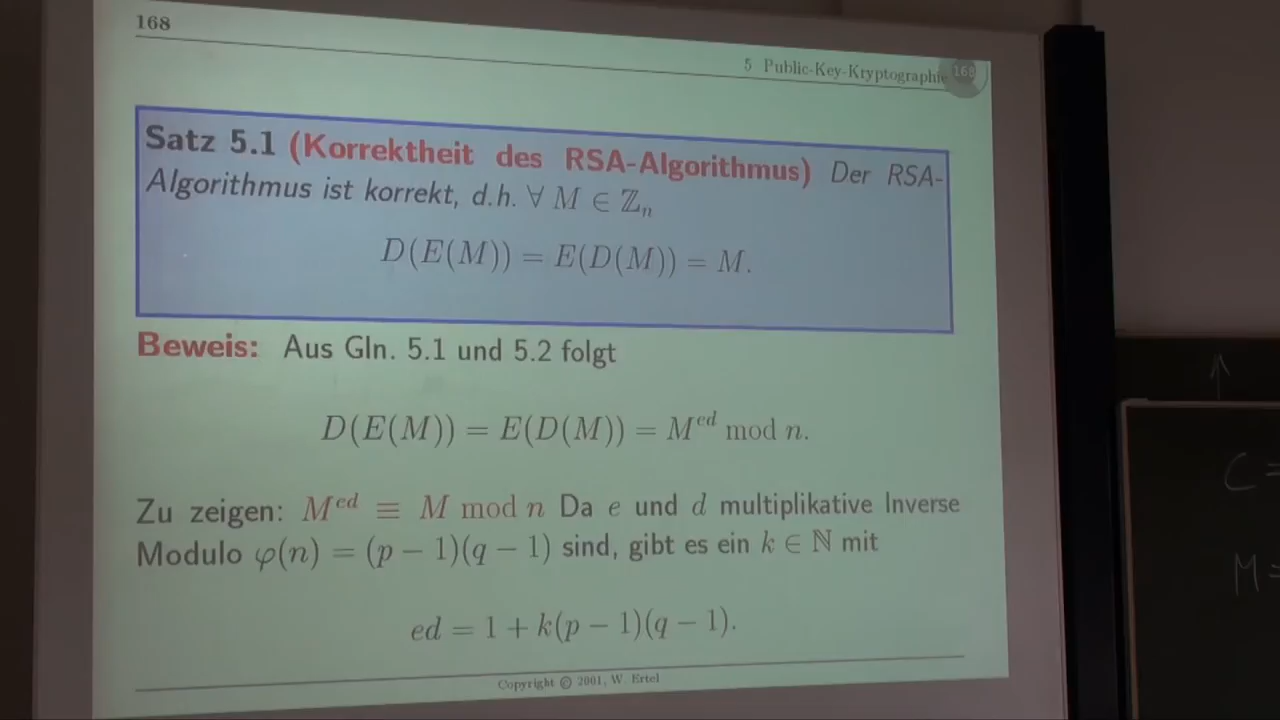 168
5 Public-Key-Kryptographie 168
Satz 5.1 (Korrektheit des RSA-Algorithmus) Der RSA-
Algorithmus ist korrekt, d.h. ∀ M ∈ ℤₙ
D(E(M)) = E(D(M)) = M.
Beweis: Aus Gln. 5.1 und 5.2 folgt
D(E(M)) = E(D(M)) = M^{ed} mod n.
Zu zeigen: M^{ed} ≡ M mod n Da e und d multiplikative Inverse
Modulo φ(n) = (p − 1)(q − 1) sind, gibt es ein k ∈ ℕ mit
ed = 1 + k(p − 1)(q − 1).
Copyright © 2001, W. Ertel
C =
M =